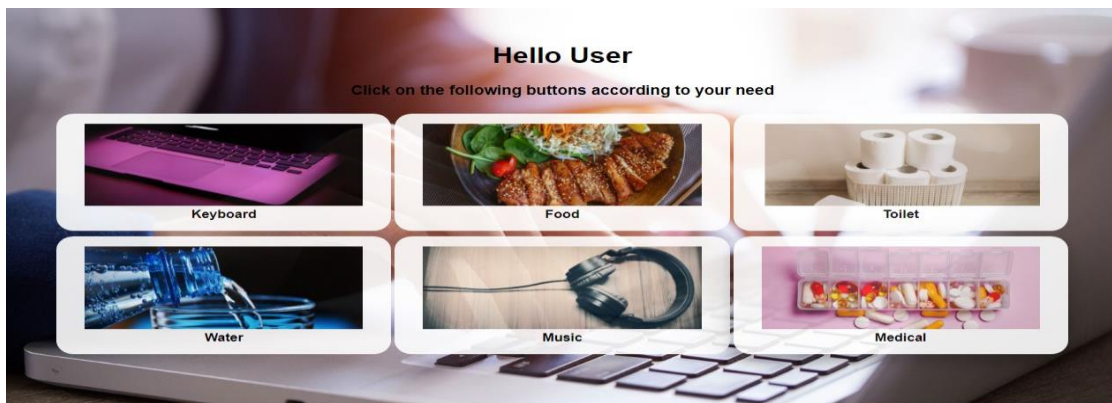 Hello User
Click on the following buttons according to your need
Keyboard
Food
Toilet
Water
Music
Medical